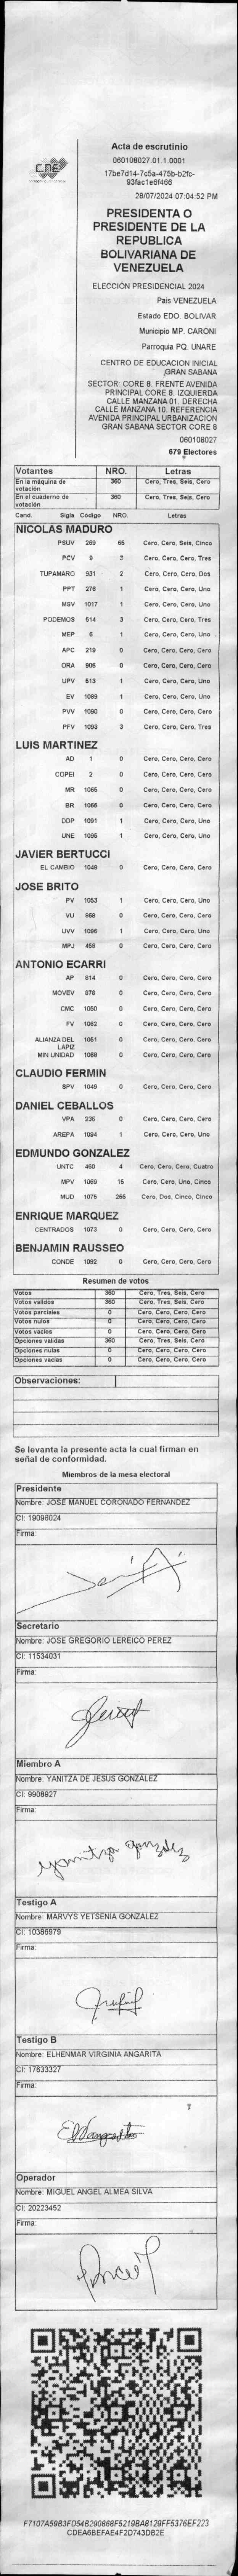 CNE
Acta de escrutinio
060108027.01.1.0001
17be7d14-7c5a-475b-b2fc-
93fac1e6f466
28/07/2024 07:04:52 PM
PRESIDENTA O
PRESIDENTE DE LA
REPUBLICA
BOLIVARIANA DE
VENEZUELA
ELECCIÓN PRESIDENCIAL 2024
Pais VENEZUELA
Estado EDO. BOLIVAR
Municipio MP. CARONI
Parroquia PQ. UNARE
CENTRO DE EDUCACION INICIAL
GRAN SABANA
SECTOR: CORE 8. FRENTE AVENIDA
PRINCIPAL CORE 8. IZQUIERDA
CALLE MANZANA 01. DERECHA
CALLE MANZANA 10. REFERENCIA
AVENIDA PRINCIPAL URBANIZACION
GRAN SABANA SECTOR CORE 8
060108027
679 Electores
Votantes NRO. Letras
En la máquina de votación 360 Cero, Tres, Seis, Cero
En el cuaderno de votación 360 Cero, Tres, Seis, Cero
Cand. Sigla Código NRO. Letras
NICOLAS MADURO
PSUV 269 65 Cero, Cero, Seis, Cinco
PCV 9 3 Cero, Cero, Cero, Tres
TUPAMARO 931 2 Cero, Cero, Cero, Dos
PPT 276 1 Cero, Cero, Cero, Uno
MSV 1017 1 Cero, Cero, Cero, Uno
PODEMOS 514 3 Cero, Cero, Cero, Tres
MEP 6 1 Cero, Cero, Cero, Uno
APC 219 0 Cero, Cero, Cero, Cero
ORA 906 0 Cero, Cero, Cero, Cero
UPV 513 1 Cero, Cero, Cero, Uno
EV 1089 1 Cero, Cero, Cero, Uno
PVV 1090 0 Cero, Cero, Cero, Cero
PFV 1093 3 Cero, Cero, Cero, Tres
LUIS MARTINEZ
AD 1 0 Cero, Cero, Cero, Cero
COPEI 2 0 Cero, Cero, Cero, Cero
MR 1065 0 Cero, Cero, Cero, Cero
BR 1066 0 Cero, Cero, Cero, Cero
DDP 1091 1 Cero, Cero, Cero, Uno
UNE 1095 1 Cero, Cero, Cero, Uno
JAVIER BERTUCCI
EL CAMBIO 1048 0 Cero, Cero, Cero, Cero
JOSE BRITO
PV 1053 1 Cero, Cero, Cero, Uno
VU 968 0 Cero, Cero, Cero, Cero
UVV 1096 1 Cero, Cero, Cero, Uno
MPJ 458 0 Cero, Cero, Cero, Cero
ANTONIO ECARRI
AP 914 0 Cero, Cero, Cero, Cero
MOVEV 979 0 Cero, Cero, Cero, Cero
CMC 1050 0 Cero, Cero, Cero, Cero
FV 1062 0 Cero, Cero, Cero, Cero
ALIANZA DEL LAPIZ 1061 0 Cero, Cero, Cero, Cero
MIN UNIDAD 1068 0 Cero, Cero, Cero, Cero
CLAUDIO FERMIN
SPV 1049 0 Cero, Cero, Cero, Cero
DANIEL CEBALLOS
VPA 236 0 Cero, Cero, Cero, Cero
AREPA 1094 1 Cero, Cero, Cero, Uno
EDMUNDO GONZALEZ
UNTC 460 4 Cero, Cero, Cero, Cuatro
MPV 1069 15 Cero, Cero, Uno, Cinco
MUD 1075 255 Cero, Dos, Cinco, Cinco
ENRIQUE MARQUEZ
CENTRADOS 1073 0 Cero, Cero, Cero, Cero
BENJAMIN RAUSSEO
CONDE 1092 0 Cero, Cero, Cero, Cero
Resumen de votos
Votos 360 Cero, Tres, Seis, Cero
Votos validos 360 Cero, Tres, Seis, Cero
Votos parciales 0 Cero, Cero, Cero, Cero
Votos nulos 0 Cero, Cero, Cero, Cero
Votos vacíos 0 Cero, Cero, Cero, Cero
Opciones validas 360 Cero, Tres, Seis, Cero
Opciones nulas 0 Cero, Cero, Cero, Cero
Opciones vacías 0 Cero, Cero, Cero, Cero
Observaciones:
Se levanta la presente acta la cual firman en
señal de conformidad.
Miembros de la mesa electoral
Presidente
Nombre: JOSE MANUEL CORONADO FERNANDEZ
CI: 19096024
Firma:
Secretario
Nombre: JOSE GREGORIO LEREICO PEREZ
CI: 11534031
Firma:
Miembro A
Nombre: YANITZA DE JESUS GONZALEZ
CI: 9908927
Firma:
yanitza gonzalez
Testigo A
Nombre: MARVYS YETSENIA GONZALEZ
CI: 10386979
Firma:
Testigo B
Nombre: ELHENMAR VIRGINIA ANGARITA
CI: 17633327
Firma:
Operador
Nombre: MIGUEL ANGEL ALMEA SILVA
CI: 20223452
Firma:
F7107A59B3FD54B290868F5219BA8129FF5376EF223
CDEA6BEFAE4F2D743DB2E